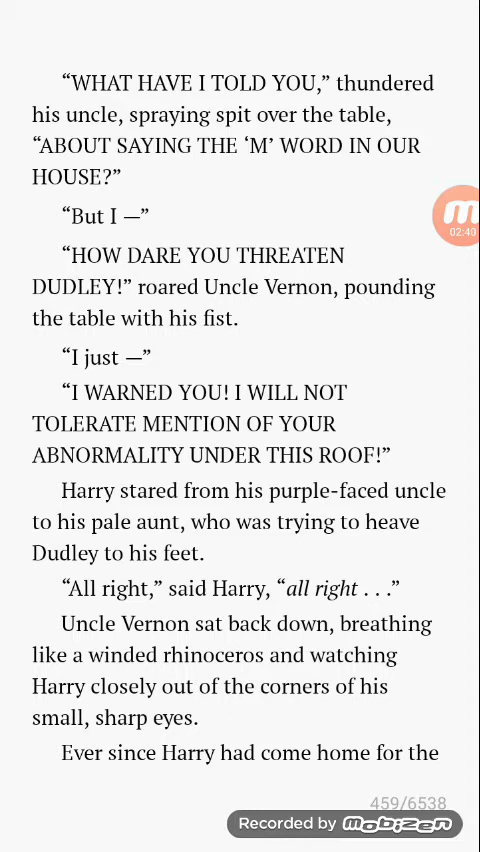 “WHAT HAVE I TOLD YOU,” thundered
his uncle, spraying spit over the table,
“ABOUT SAYING THE ‘M’ WORD IN OUR
HOUSE?”
“But I —”
“HOW DARE YOU THREATEN
DUDLEY!” roared Uncle Vernon, pounding
the table with his fist.
“I just —”
“I WARNED YOU! I WILL NOT
TOLERATE MENTION OF YOUR
ABNORMALITY UNDER THIS ROOF!”
Harry stared from his purple-faced uncle
to his pale aunt, who was trying to heave
Dudley to his feet.
“All right,” said Harry, “all right . . .”
Uncle Vernon sat back down, breathing
like a winded rhinoceros and watching
Harry closely out of the corners of his
small, sharp eyes.
Ever since Harry had come home for the
m
02:40
459/6538
Recorded by mobizen